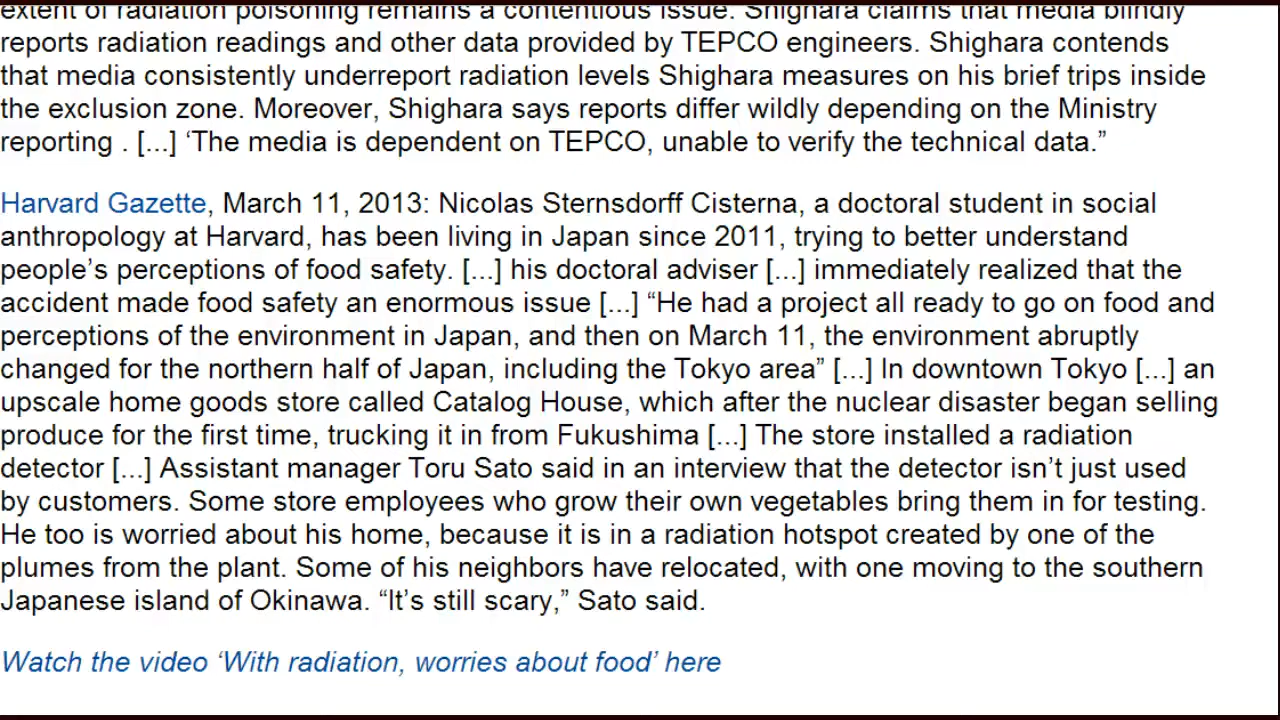 extent of radiation poisoning remains a contentious issue. Shighara claims that media blindly
reports radiation readings and other data provided by TEPCO engineers. Shighara contends
that media consistently underreport radiation levels Shighara measures on his brief trips inside
the exclusion zone. Moreover, Shighara says reports differ wildly depending on the Ministry
reporting . [...] ‘The media is dependent on TEPCO, unable to verify the technical data.”
Harvard Gazette, March 11, 2013: Nicolas Sternsdorff Cisterna, a doctoral student in social
anthropology at Harvard, has been living in Japan since 2011, trying to better understand
people’s perceptions of food safety. [...] his doctoral adviser [...] immediately realized that the
accident made food safety an enormous issue [...] “He had a project all ready to go on food and
perceptions of the environment in Japan, and then on March 11, the environment abruptly
changed for the northern half of Japan, including the Tokyo area” [...] In downtown Tokyo [...] an
upscale home goods store called Catalog House, which after the nuclear disaster began selling
produce for the first time, trucking it in from Fukushima [...] The store installed a radiation
detector [...] Assistant manager Toru Sato said in an interview that the detector isn’t just used
by customers. Some store employees who grow their own vegetables bring them in for testing.
He too is worried about his home, because it is in a radiation hotspot created by one of the
plumes from the plant. Some of his neighbors have relocated, with one moving to the southern
Japanese island of Okinawa. “It’s still scary,” Sato said.
Watch the video ‘With radiation, worries about food’ here